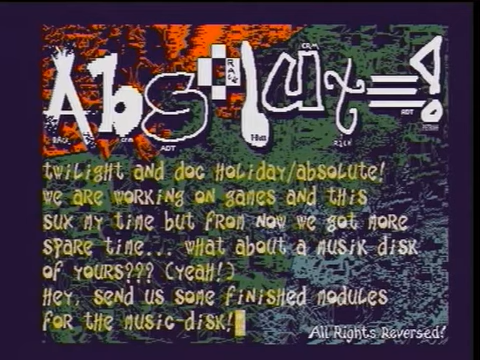 Absolute!
twilight and doc holiday/absolute!
we are working on games and this
sux my time but from now we got more
spare time... what about a musik disk
of yours??? (yeah!)
Hey, send us some finished modules
for the music-disk!
All Rights Reversed!